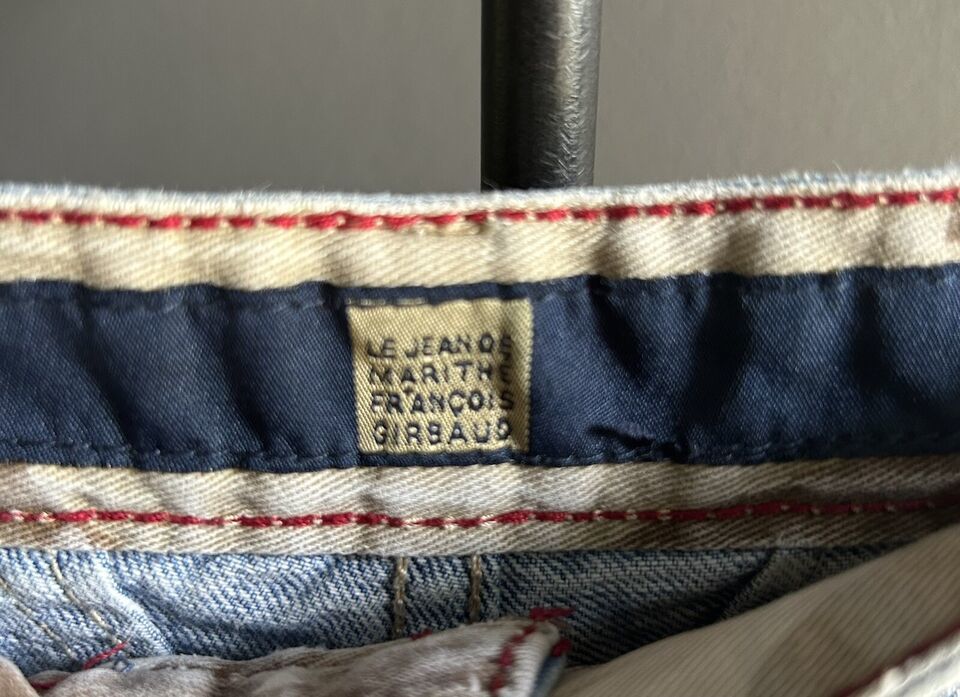 LE JEAN DE
MARITHÉ
FRANÇOIS
GIRBAUD